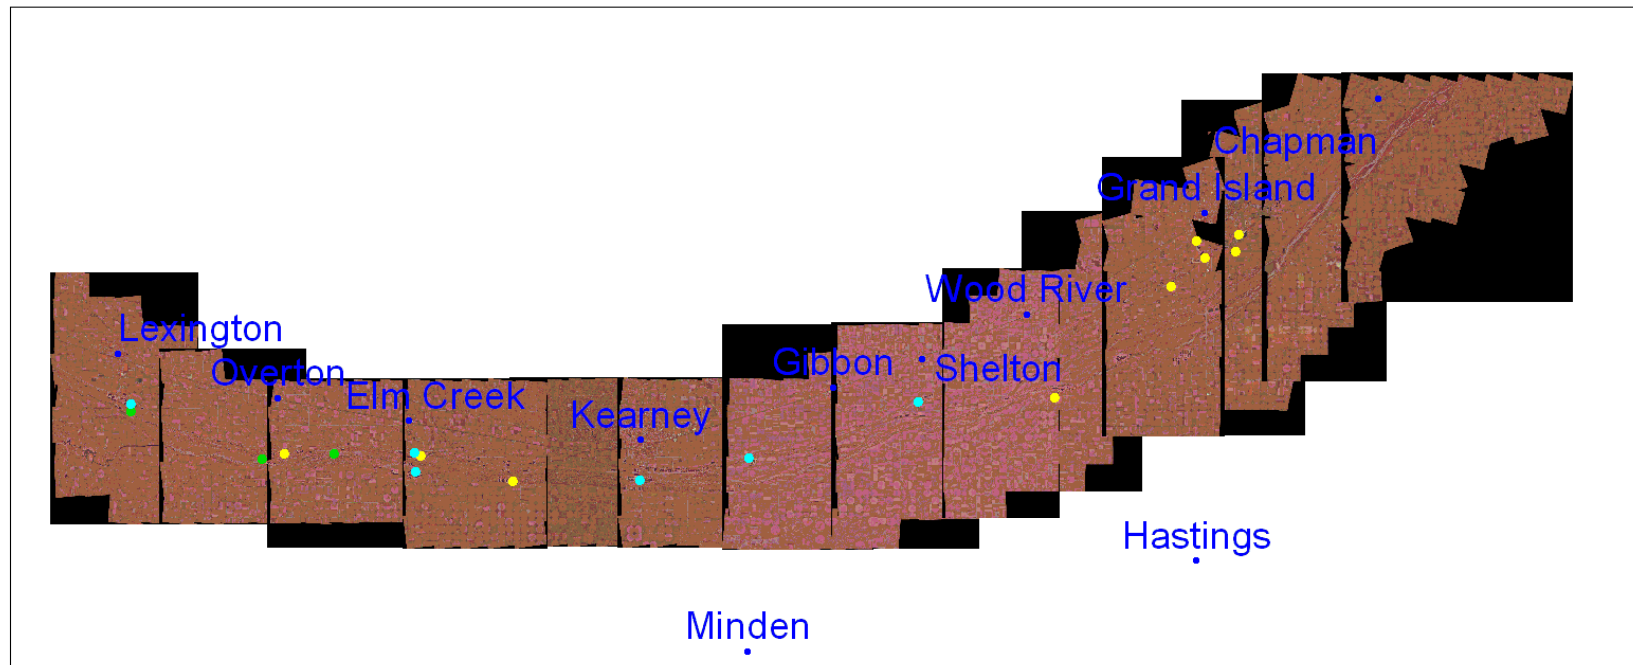 Chapman
Grand Island
Wood River
Lexington
Gibbon
Shelton
Overton
Elm Creek
Kearney
Hastings
Minden